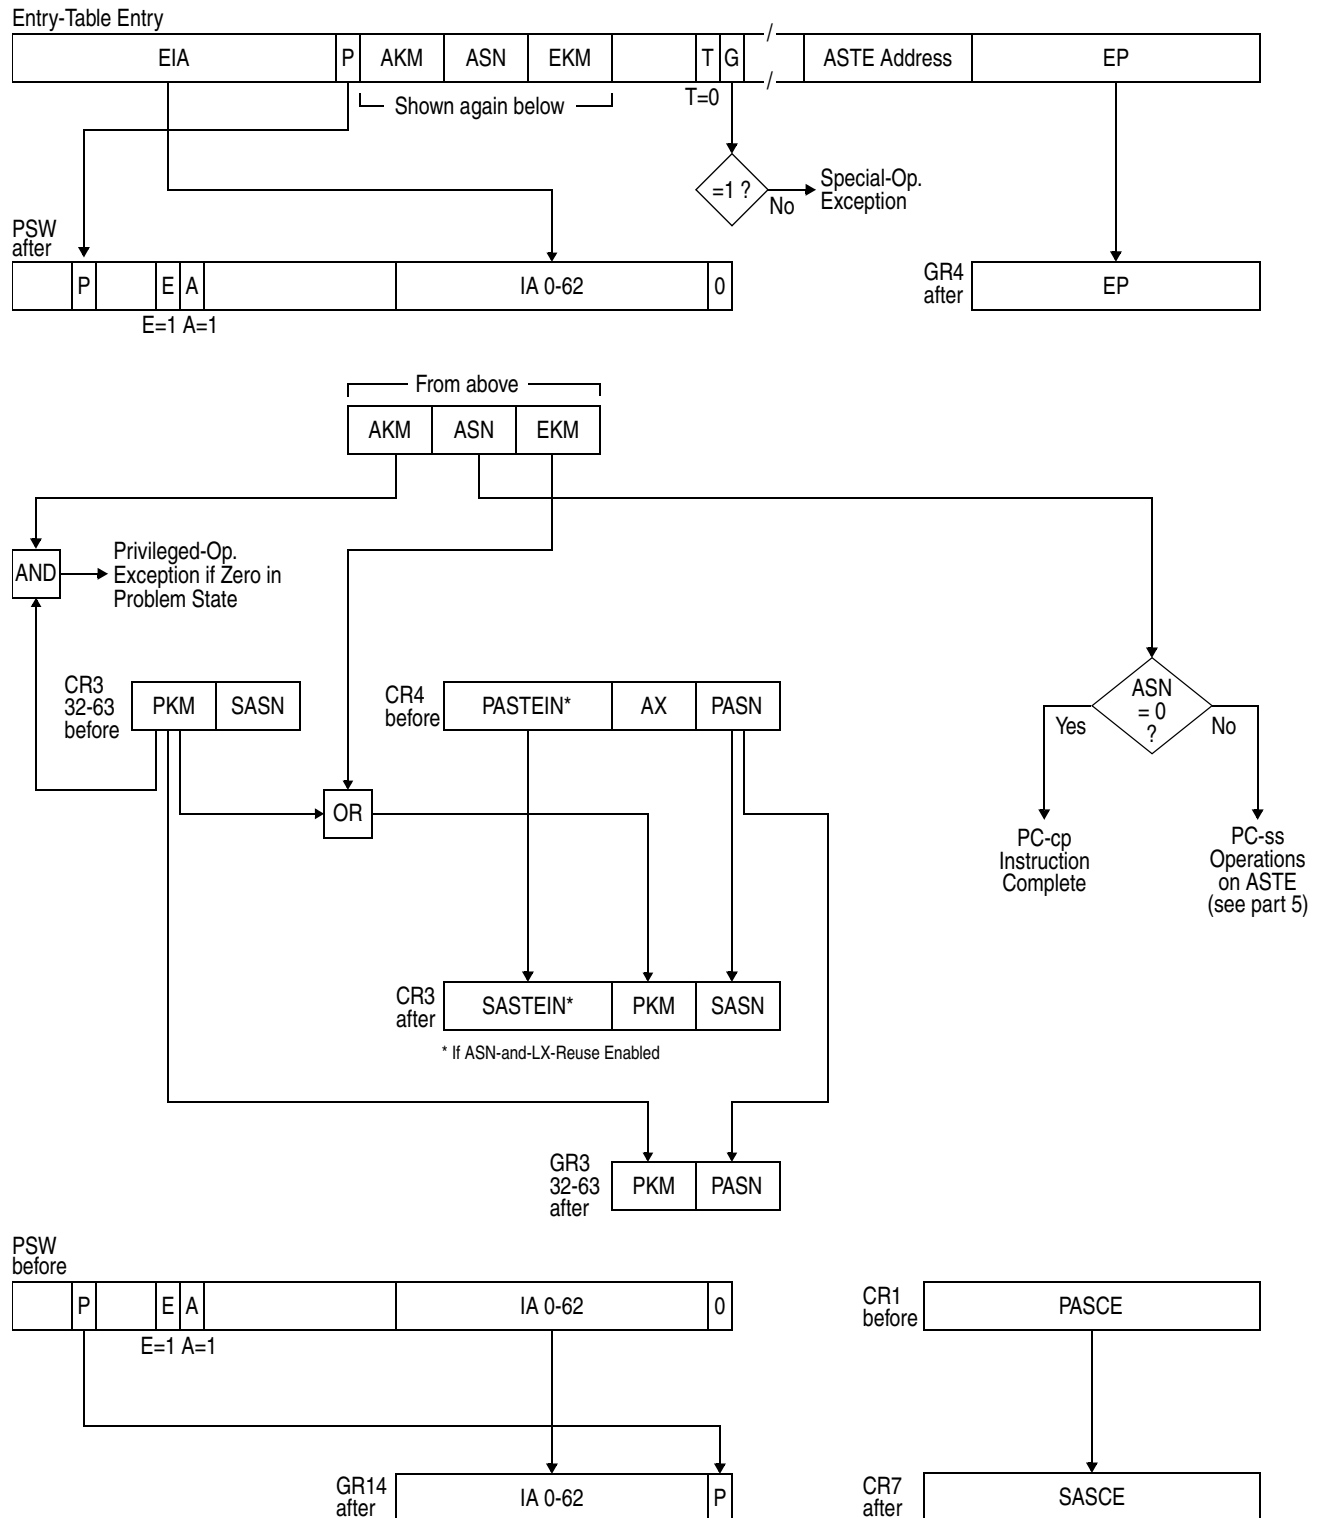 Entry-Table Entry
EIA P AKM ASN EKM T G / / ASTE Address EP
Shown again below
T=0
=1 ?
No
Special-Op.
Exception
PSW
after
P E A IA 0-62 0
E=1 A=1
GR4
after
EP
From above
AKM ASN EKM
AND
Privileged-Op.
Exception if Zero in
Problem State
CR3
32-63
before
PKM SASN
CR4
before
PASTEIN* AX PASN
ASN
= 0
?
Yes
No
OR
PC-cp
Instruction
Complete
PC-ss
Operations
on ASTE
(see part 5)
CR3
after
SASTEIN* PKM SASN
* If ASN-and-LX-Reuse Enabled
GR3
32-63
after
PKM PASN
PSW
before
P E A IA 0-62 0
E=1 A=1
CR1
before
PASCE
GR14
after
IA 0-62 P
CR7
after
SASCE